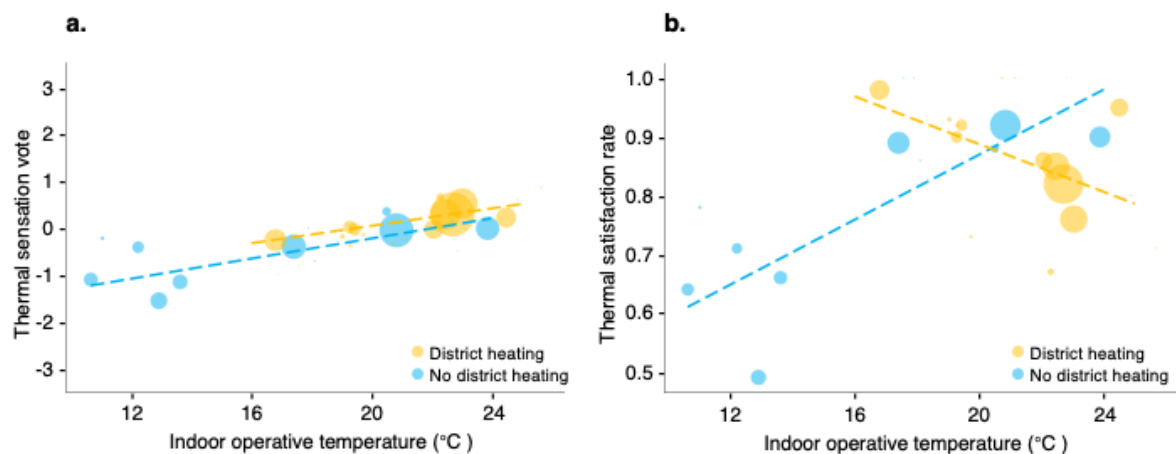 a.
Thermal sensation vote
3
2
1
0
-1
-2
-3
District heating
No district heating
12
16
20
24
Indoor operative temperature (°C )
b.
Thermal satisfaction rate
1.0
0.9
0.8
0.7
0.6
0.5
District heating
No district heating
12
16
20
24
Indoor operative temperature (°C )